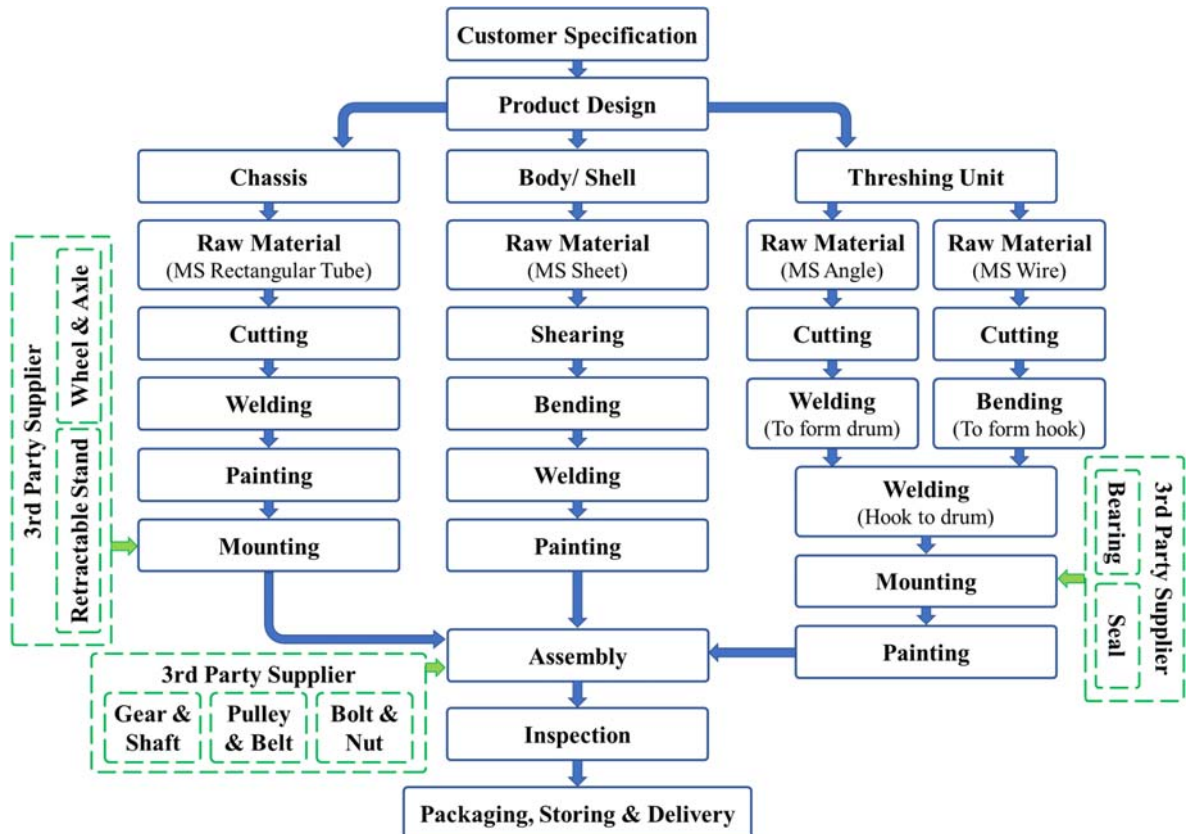 Customer Specification
Product Design
Chassis
Body/ Shell
Threshing Unit
Raw Material
(MS Rectangular Tube)
Raw Material
(MS Sheet)
Raw Material
(MS Angle)
Raw Material
(MS Wire)
Cutting
Shearing
Cutting
Cutting
Welding
Bending
Welding
(To form drum)
Bending
(To form hook)
Painting
Welding
Welding
(Hook to drum)
Mounting
Painting
Mounting
Painting
3rd Party Supplier
Wheel & Axle
Retractable Stand
3rd Party Supplier
Bearing
Seal
Assembly
3rd Party Supplier
Gear &
Shaft
Pulley
& Belt
Bolt &
Nut
Inspection
Packaging, Storing & Delivery